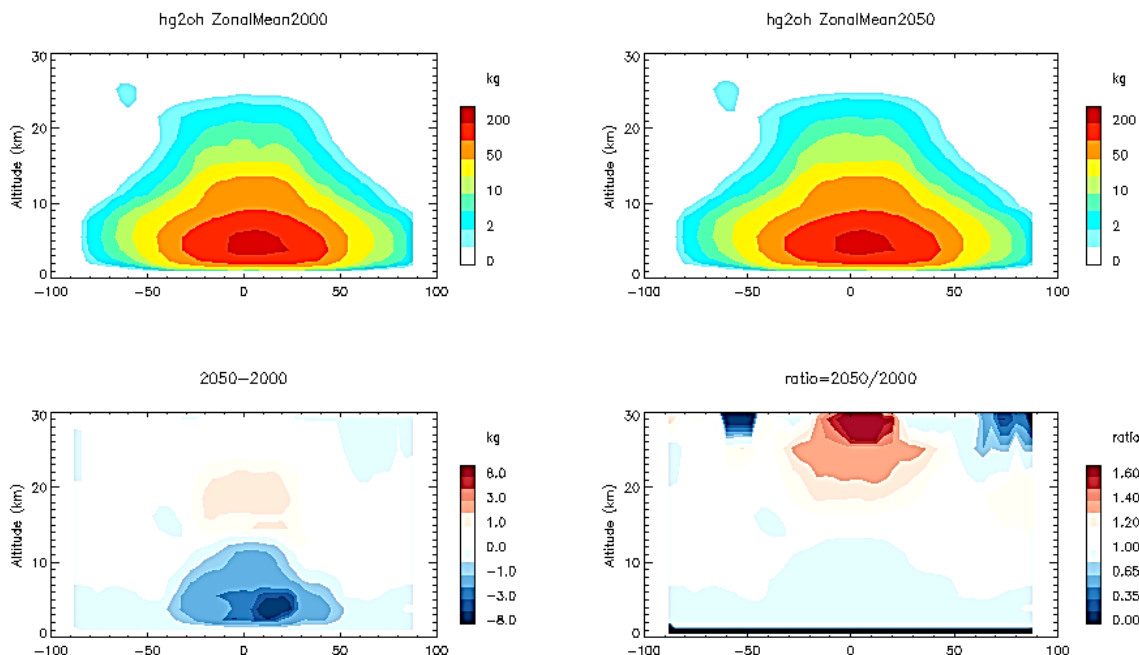 hg2oh ZonalMean2000
30
20
10
0
Altitude (km)
-100 -50 0 50 100
kg
200
50
10
2
0
hg2oh ZonalMean2050
30
20
10
0
Altitude (km)
-100 -50 0 50 100
kg
200
50
10
2
0
2050-2000
30
20
10
0
Altitude (km)
-100 -50 0 50 100
kg
8.0
3.0
1.0
0.0
-1.0
-3.0
-8.0
ratio=2050/2000
30
20
10
0
Altitude (km)
-100 -50 0 50 100
ratio
1.60
1.40
1.20
1.00
0.65
0.35
0.00